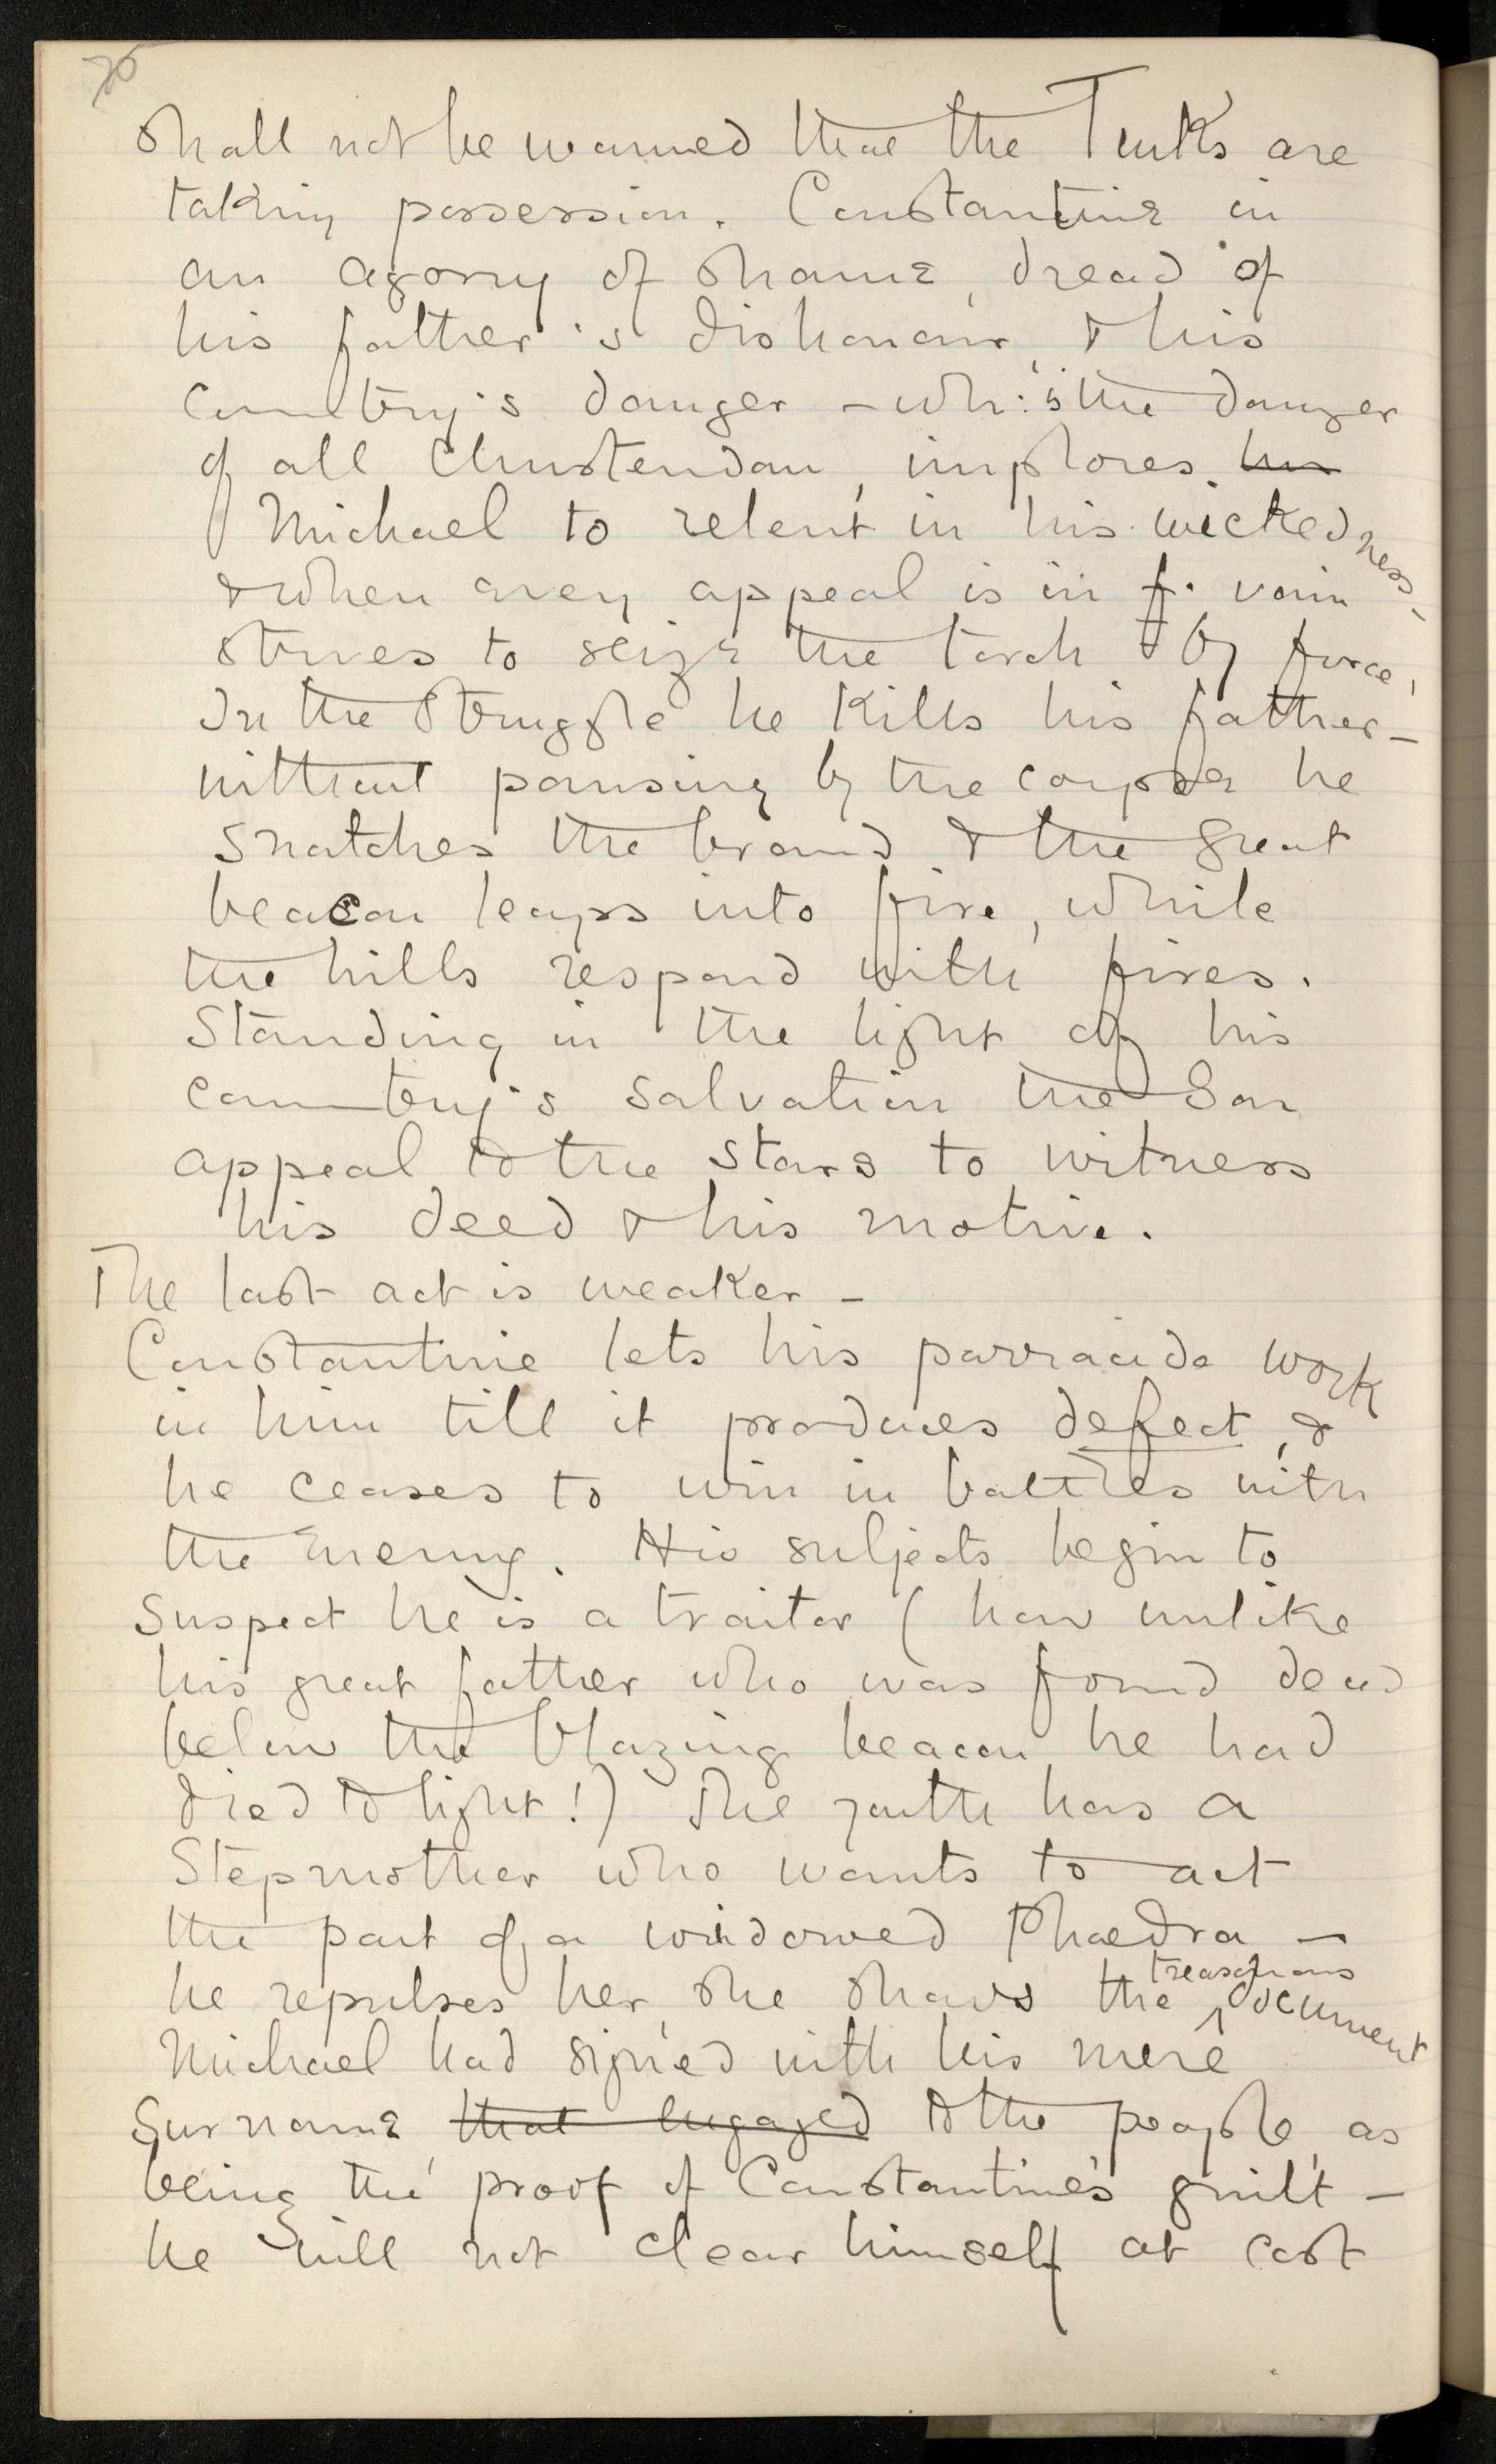 shall not be warned that the Turks are
taking possession. Constantine in
an agony of shame, dread of
his father's dishonour, & his
country's danger – wh: is the danger
of all Christendom, implores his
Michael to relent in his wickedness,
& when every appeal is in f. vain
strives to seize the torch by force,
In the struggle he kills his father –
without pausing by the corpse he
snatches the brand & the great
beacon leaps into fire, while
the hills respond with fires.
Standing in the light of his
country's salvation the Son
appeal to the stars to witness
his deed & his motive.
The last act is weaker –
Constantine lets his parracide work
in him till it produces defect, &
he ceases to win in battles with
the Enemy. His subjects begin to
suspect he is a traitor (how unlike
his great father who was found dead
below the blazing beacon he had
died to light!) The youth has a
Stepmother who wants to act
the part of a widowed Phaedra –
he repulses her, she shows the treasonous document
Michael had signed with his mere
Surname that engaged to the people, as
being the proof of Constantine's guilt –
he will not clear himself at cost